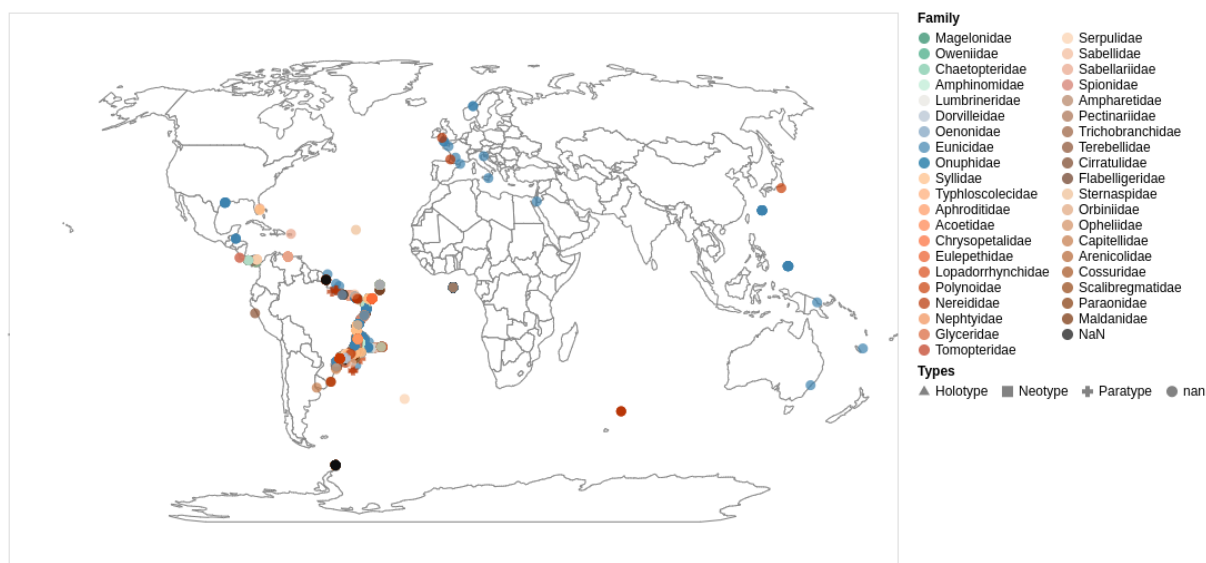 Family
Magelonidae
Oweniidae
Chaetopteridae
Amphinomidae
Lumbrineridae
Dorvilleidae
Oenonidae
Eunicidae
Onuphidae
Syllidae
Typhloscolecidae
Aphroditidae
Acoetidae
Chrysopetalidae
Eulepethidae
Lopadorrhynchidae
Polynoidae
Nereididae
Nephtyidae
Glyceridae
Tomopteridae
Serpulidae
Sabellidae
Sabellariidae
Spionidae
Ampharetidae
Pectinariidae
Trichobranchidae
Terebellidae
Cirratulidae
Flabelligeridae
Sternaspidae
Orbiniidae
Opheliidae
Capitellidae
Arenicolidae
Cossuridae
Scalibregmatidae
Paraonidae
Maldanidae
NaN
Types
Holotype Neotype Paratype nan